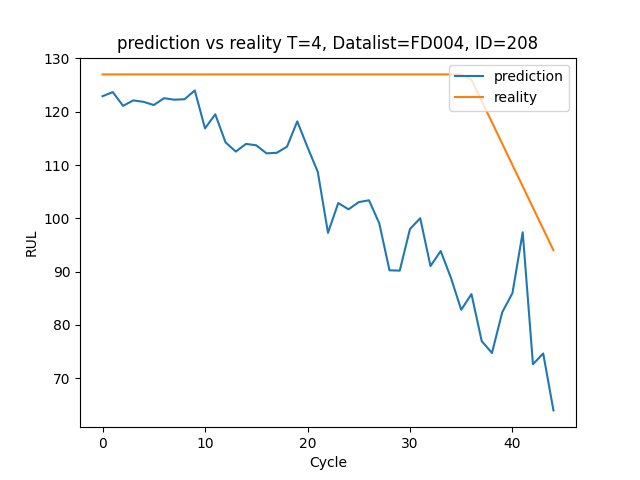 prediction vs reality T=4, Datalist=FD004, ID=208
130
prediction
reality
120
110
100
90
80
70
RUL
0 10 20 30 40
Cycle